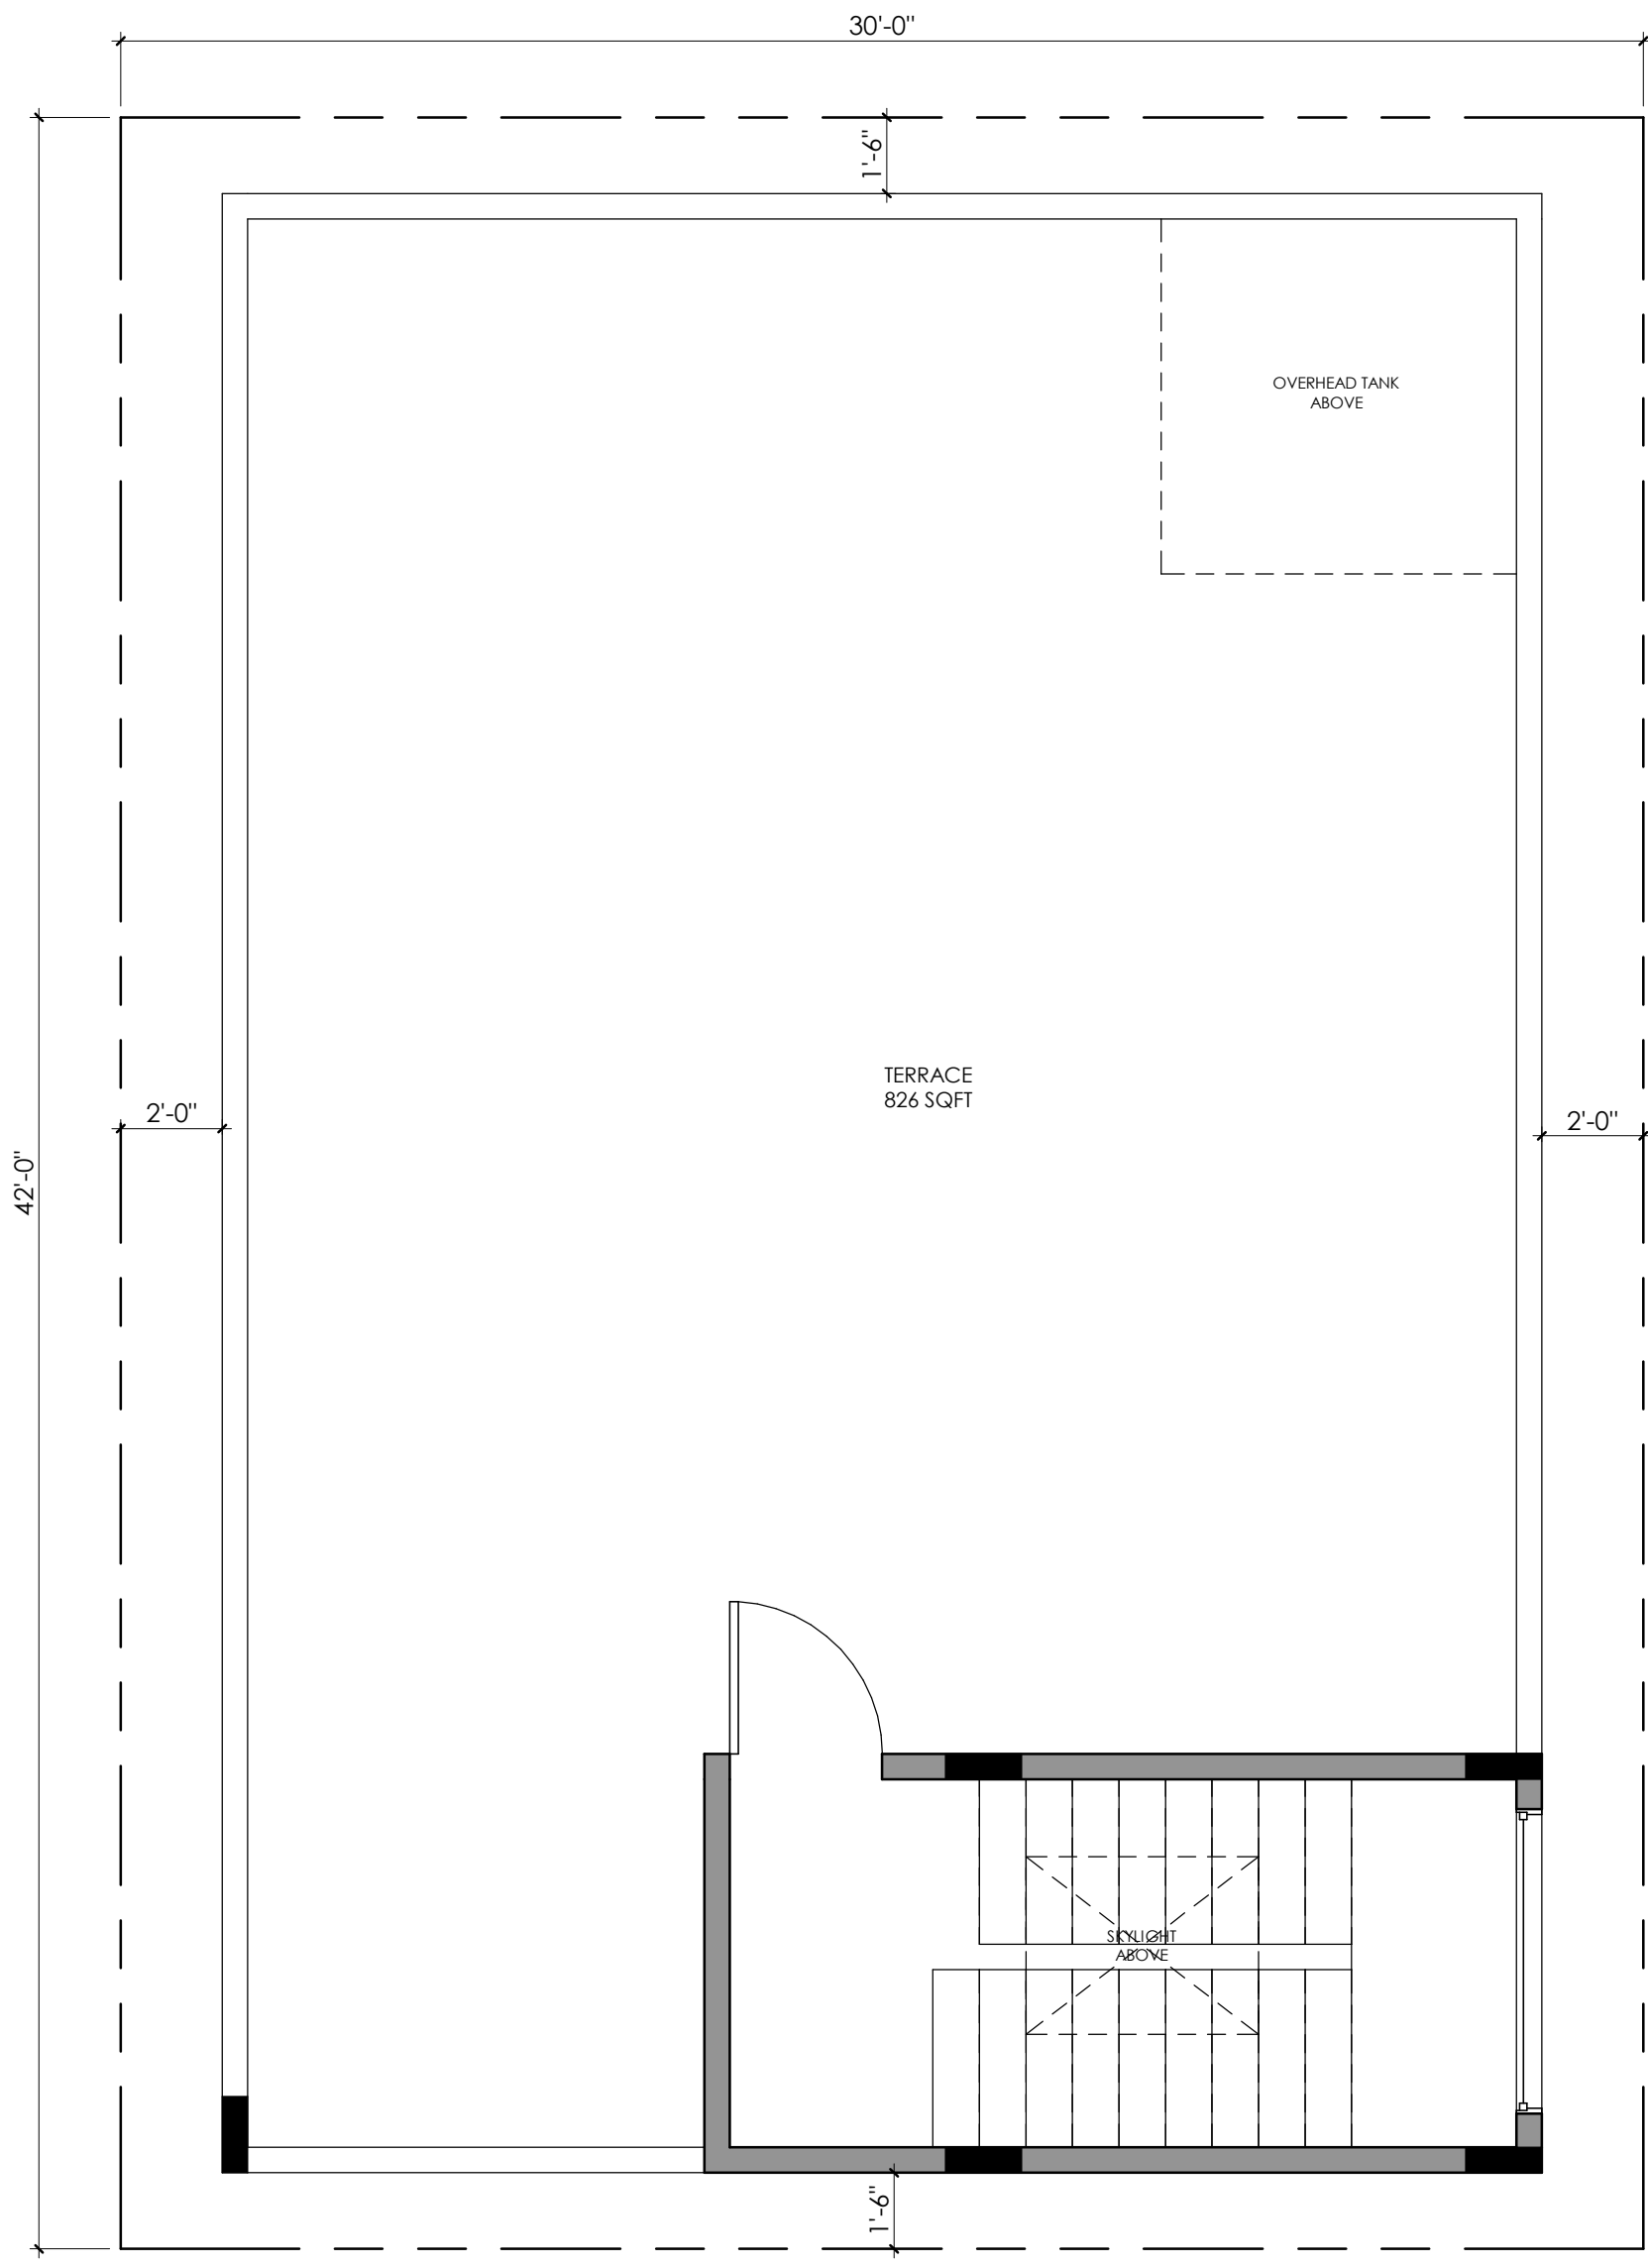 30'-0"
1'-6"
OVERHEAD TANK
ABOVE
TERRACE
826 SQFT
2'-0"
2'-0"
42'-0"
SKYLIGHT
ABOVE
1'-6"